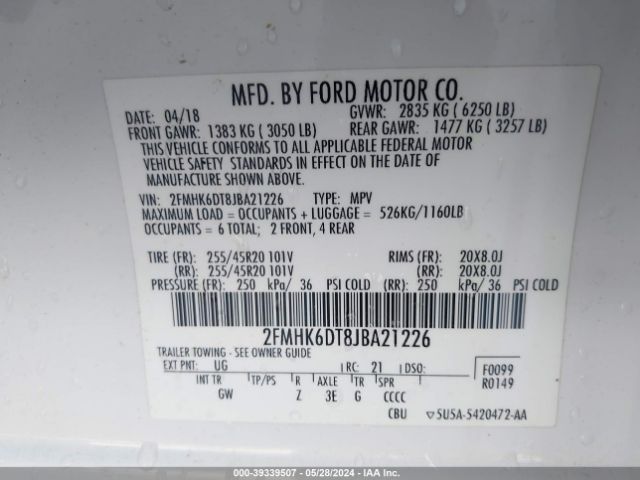 MFD. BY FORD MOTOR CO.
DATE: 04/18 GVWR: 2835 KG ( 6250 LB)
FRONT GAWR: 1383 KG ( 3050 LB) REAR GAWR: 1477 KG ( 3257 LB)
THIS VEHICLE CONFORMS TO ALL APPLICABLE FEDERAL MOTOR
VEHICLE SAFETY STANDARDS IN EFFECT ON THE DATE OF
MANUFACTURE SHOWN ABOVE.
VIN: 2FMHK6DT8JBA21226 TYPE: MPV
MAXIMUM LOAD = OCCUPANTS + LUGGAGE = 526KG/1160LB
OCCUPANTS = 6 TOTAL; 2 FRONT, 4 REAR
TIRE (FR): 255/45R20 101V RIMS (FR): 20X8.0J
(RR): 255/45R20 101V (RR): 20X8.0J
PRESSURE (FR): 250 kPa/ 36 PSI COLD (RR): 250 kPa/ 36 PSI COLD
2FMHK6DT8JBA21226
TRAILER TOWING - SEE OWNER GUIDE
EXT PNT: UG RC: 21 DSO: F0099
INT TR TP/PS R AXLE TR SPR R0149
GW Z 3E G CCCC
CBU ▽5U5A-5420472-AA
000-39339507 - 05/28/2024 - IAA Inc.